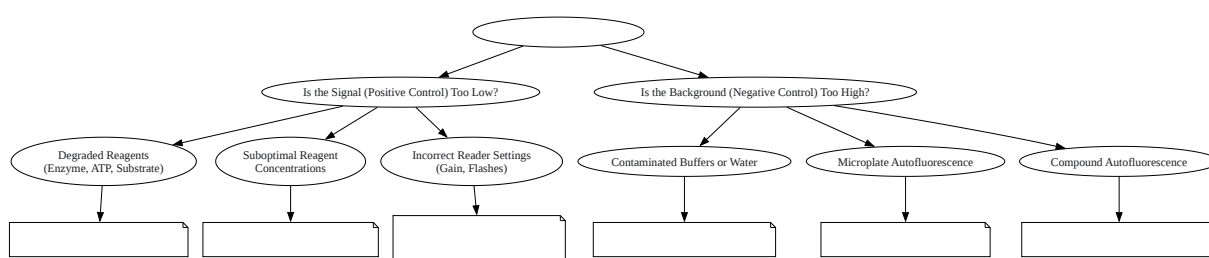 Is the Signal (Positive Control) Too Low?
Is the Background (Negative Control) Too High?
Degraded Reagents
(Enzyme, ATP, Substrate)
Suboptimal Reagent
Concentrations
Incorrect Reader Settings
(Gain, Flashes)
Contaminated Buffers or Water
Microplate Autofluorescence
Compound Autofluorescence